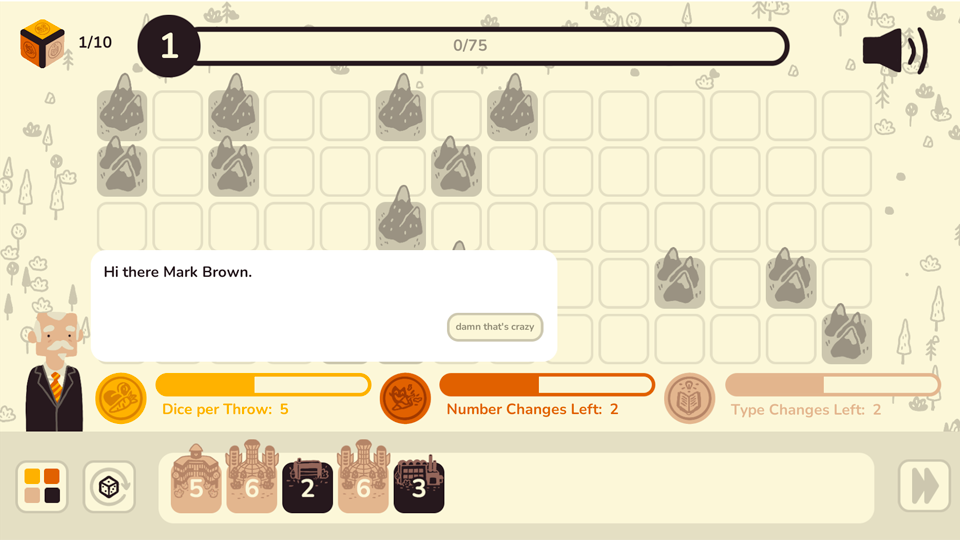 1/10
1
0/75
Hi there Mark Brown.
damn that's crazy
Dice per Throw: 5
Number Changes Left: 2
Type Changes Left: 2
5
6
2
6
3